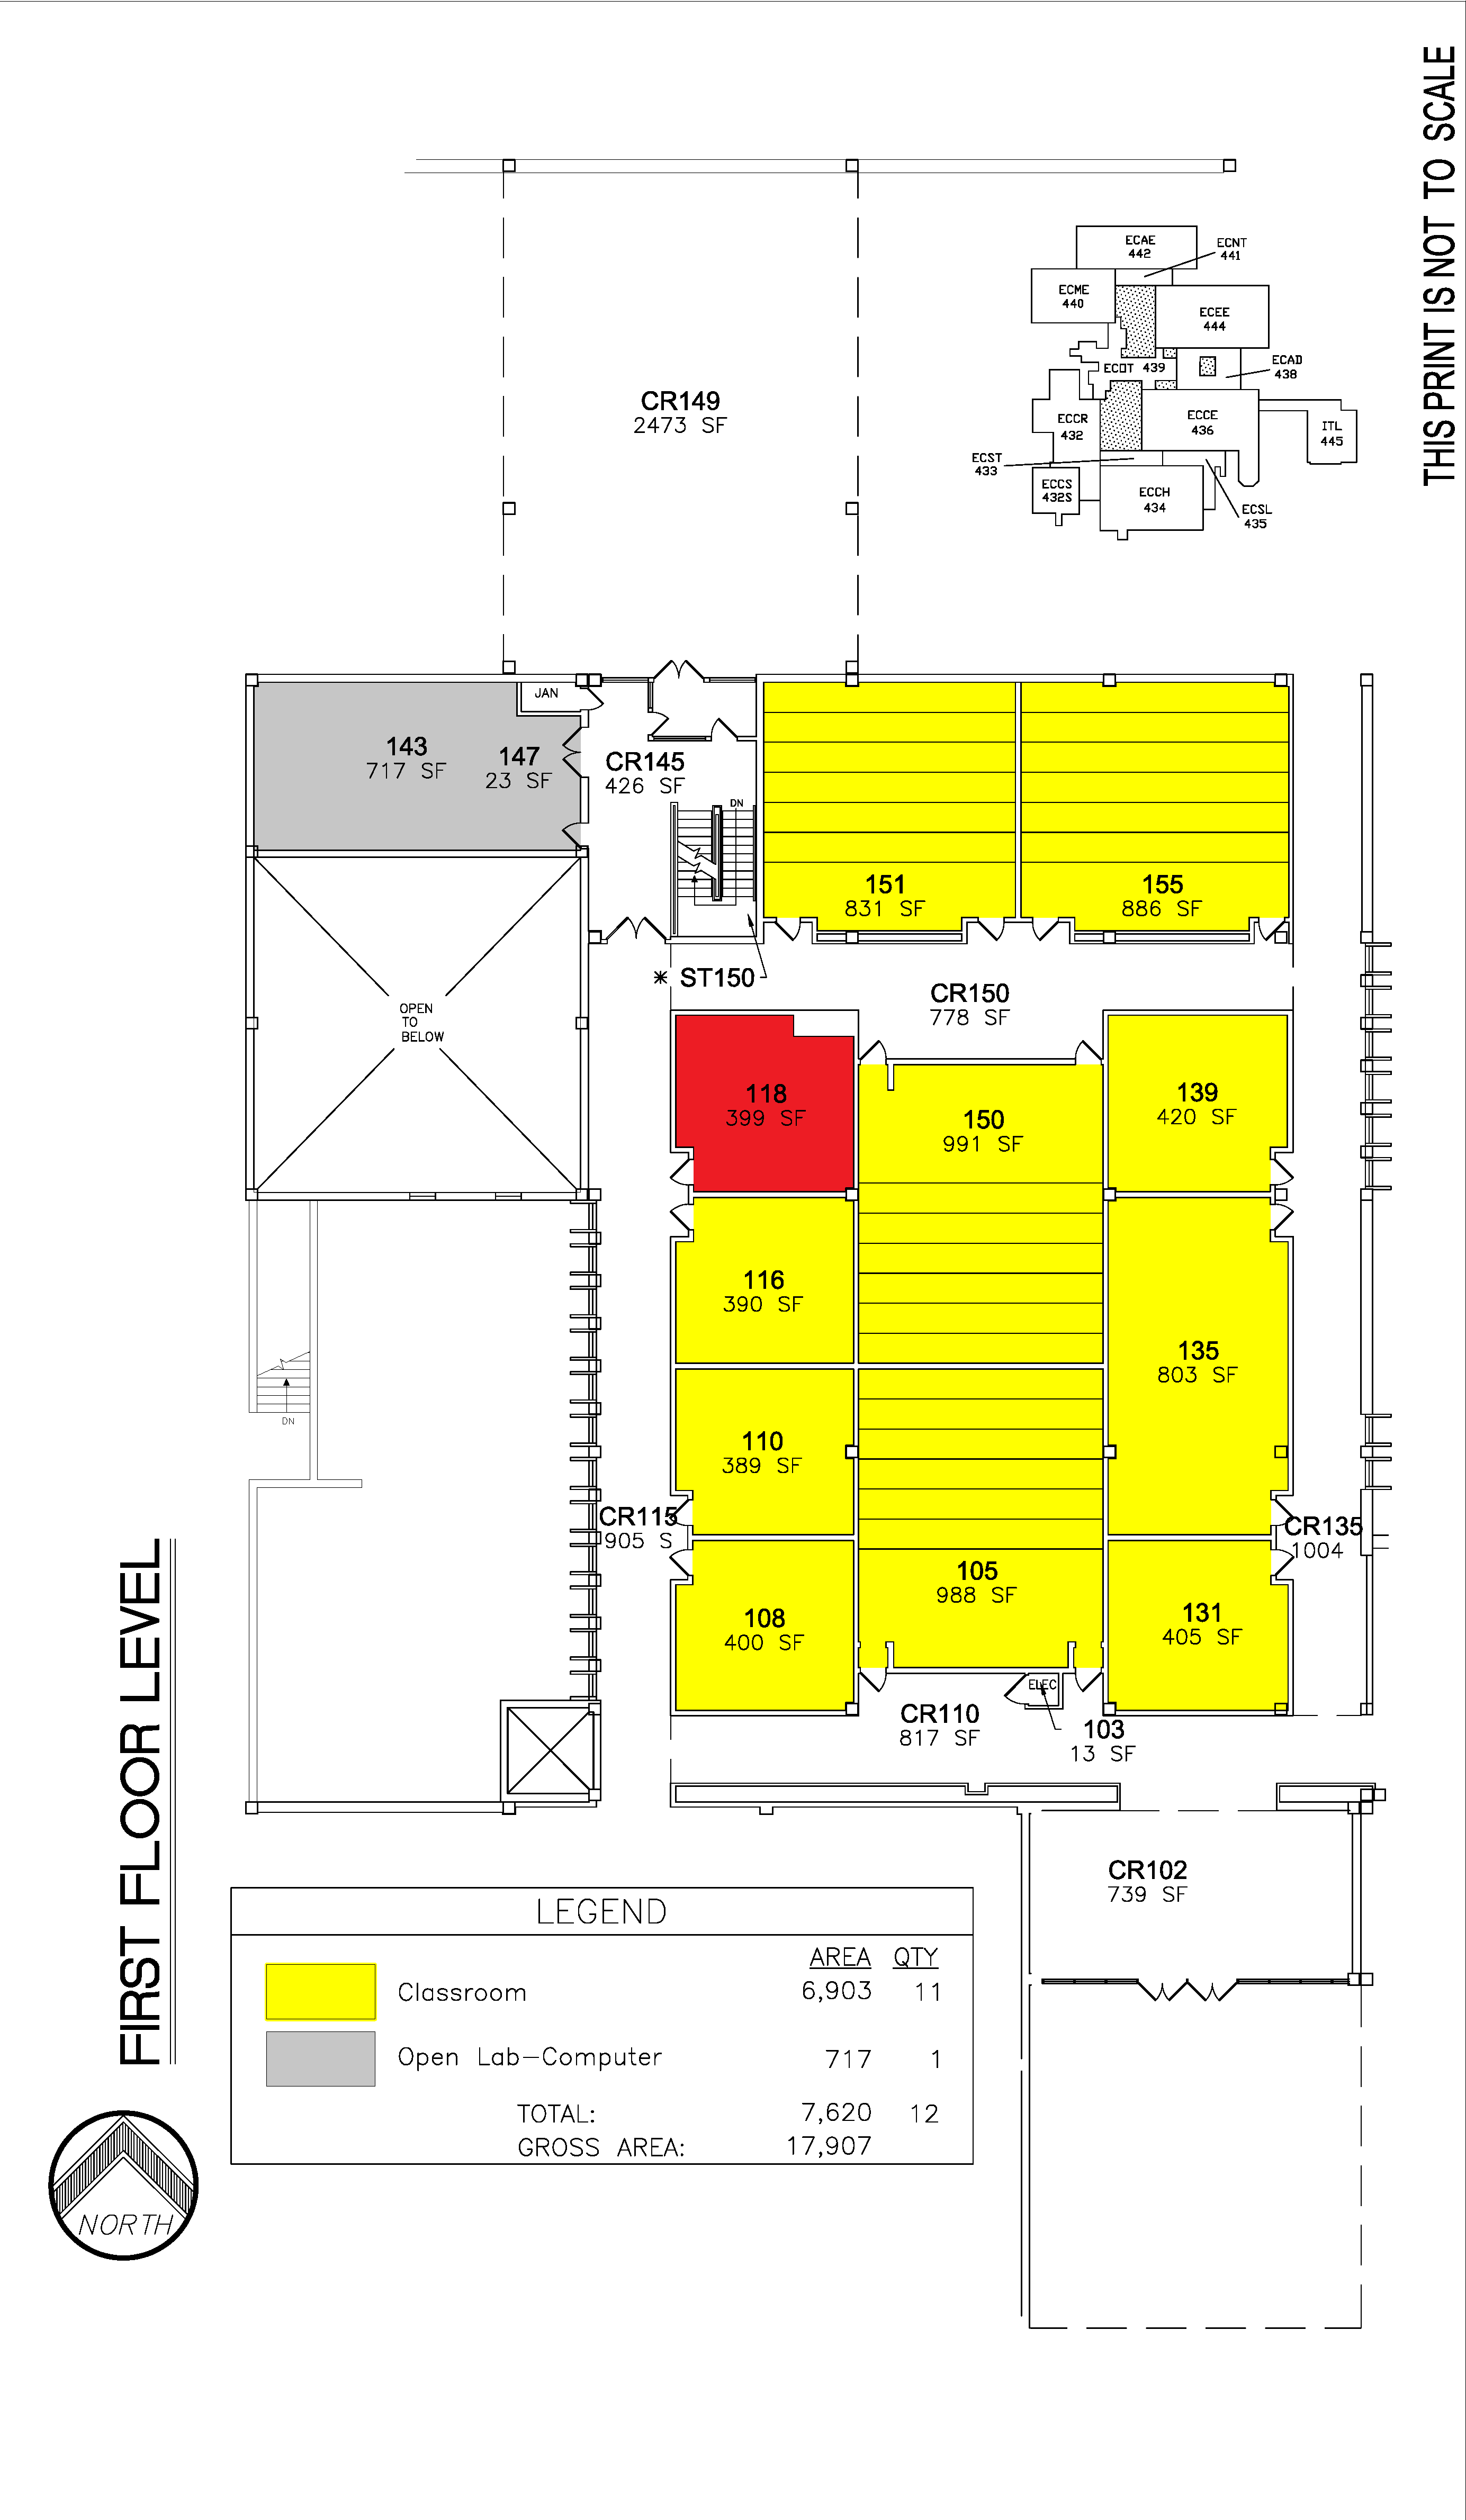 THIS PRINT IS NOT TO SCALE
ECAE
442
ECNT
441
ECME
440
ECEE
444
ECOT 439
ECAD
438
ECCR
432
ECCE
436
ITL
445
ECST
433
ECCS
432S
ECCH
434
ECSL
435
CR149
2473 SF
JAN
143
717 SF
147
23 SF
CR145
426 SF
DN
151
831 SF
155
886 SF
* ST150
CR150
778 SF
OPEN
TO
BELOW
118
399 SF
150
991 SF
139
420 SF
116
390 SF
135
803 SF
DN
110
389 SF
CR115
905 S
CR135
1004
105
988 SF
108
400 SF
131
405 SF
ELEC
CR110
817 SF
103
13 SF
CR102
739 SF
FIRST FLOOR LEVEL
LEGEND
AREA QTY
Classroom 6,903 11
Open Lab-Computer 717 1
TOTAL: 7,620 12
GROSS AREA: 17,907
NORTH